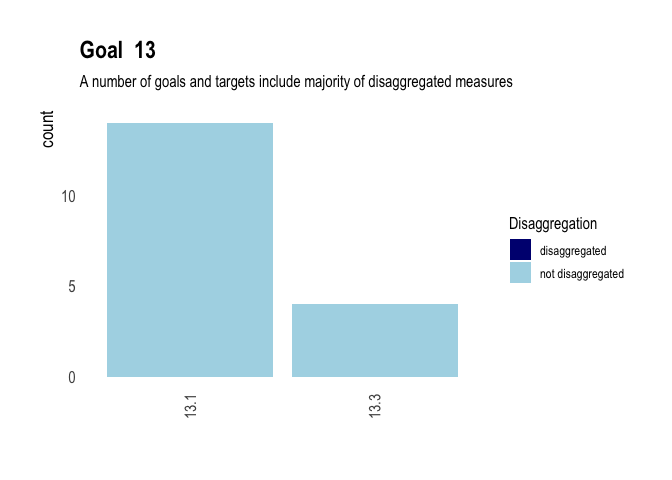 Goal  13
A number of goals and targets include majority of disaggregated measures
count
10
5
0
13.1
13.3
Disaggregation
disaggregated
not disaggregated